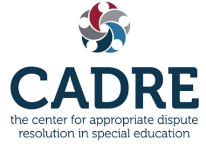 CADRE
the center for appropriate dispute
resolution in special education